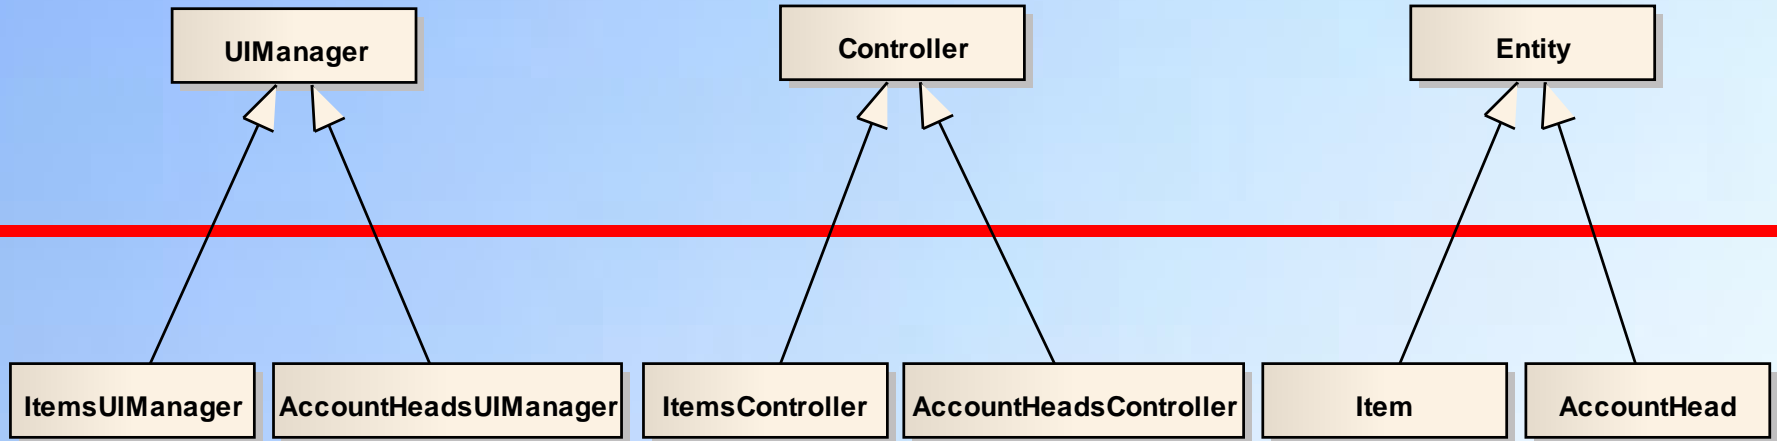 UIManager
Controller
Entity
ItemsUIManager
AccountHeadsUIManager
ItemsController
AccountHeadsController
Item
AccountHead